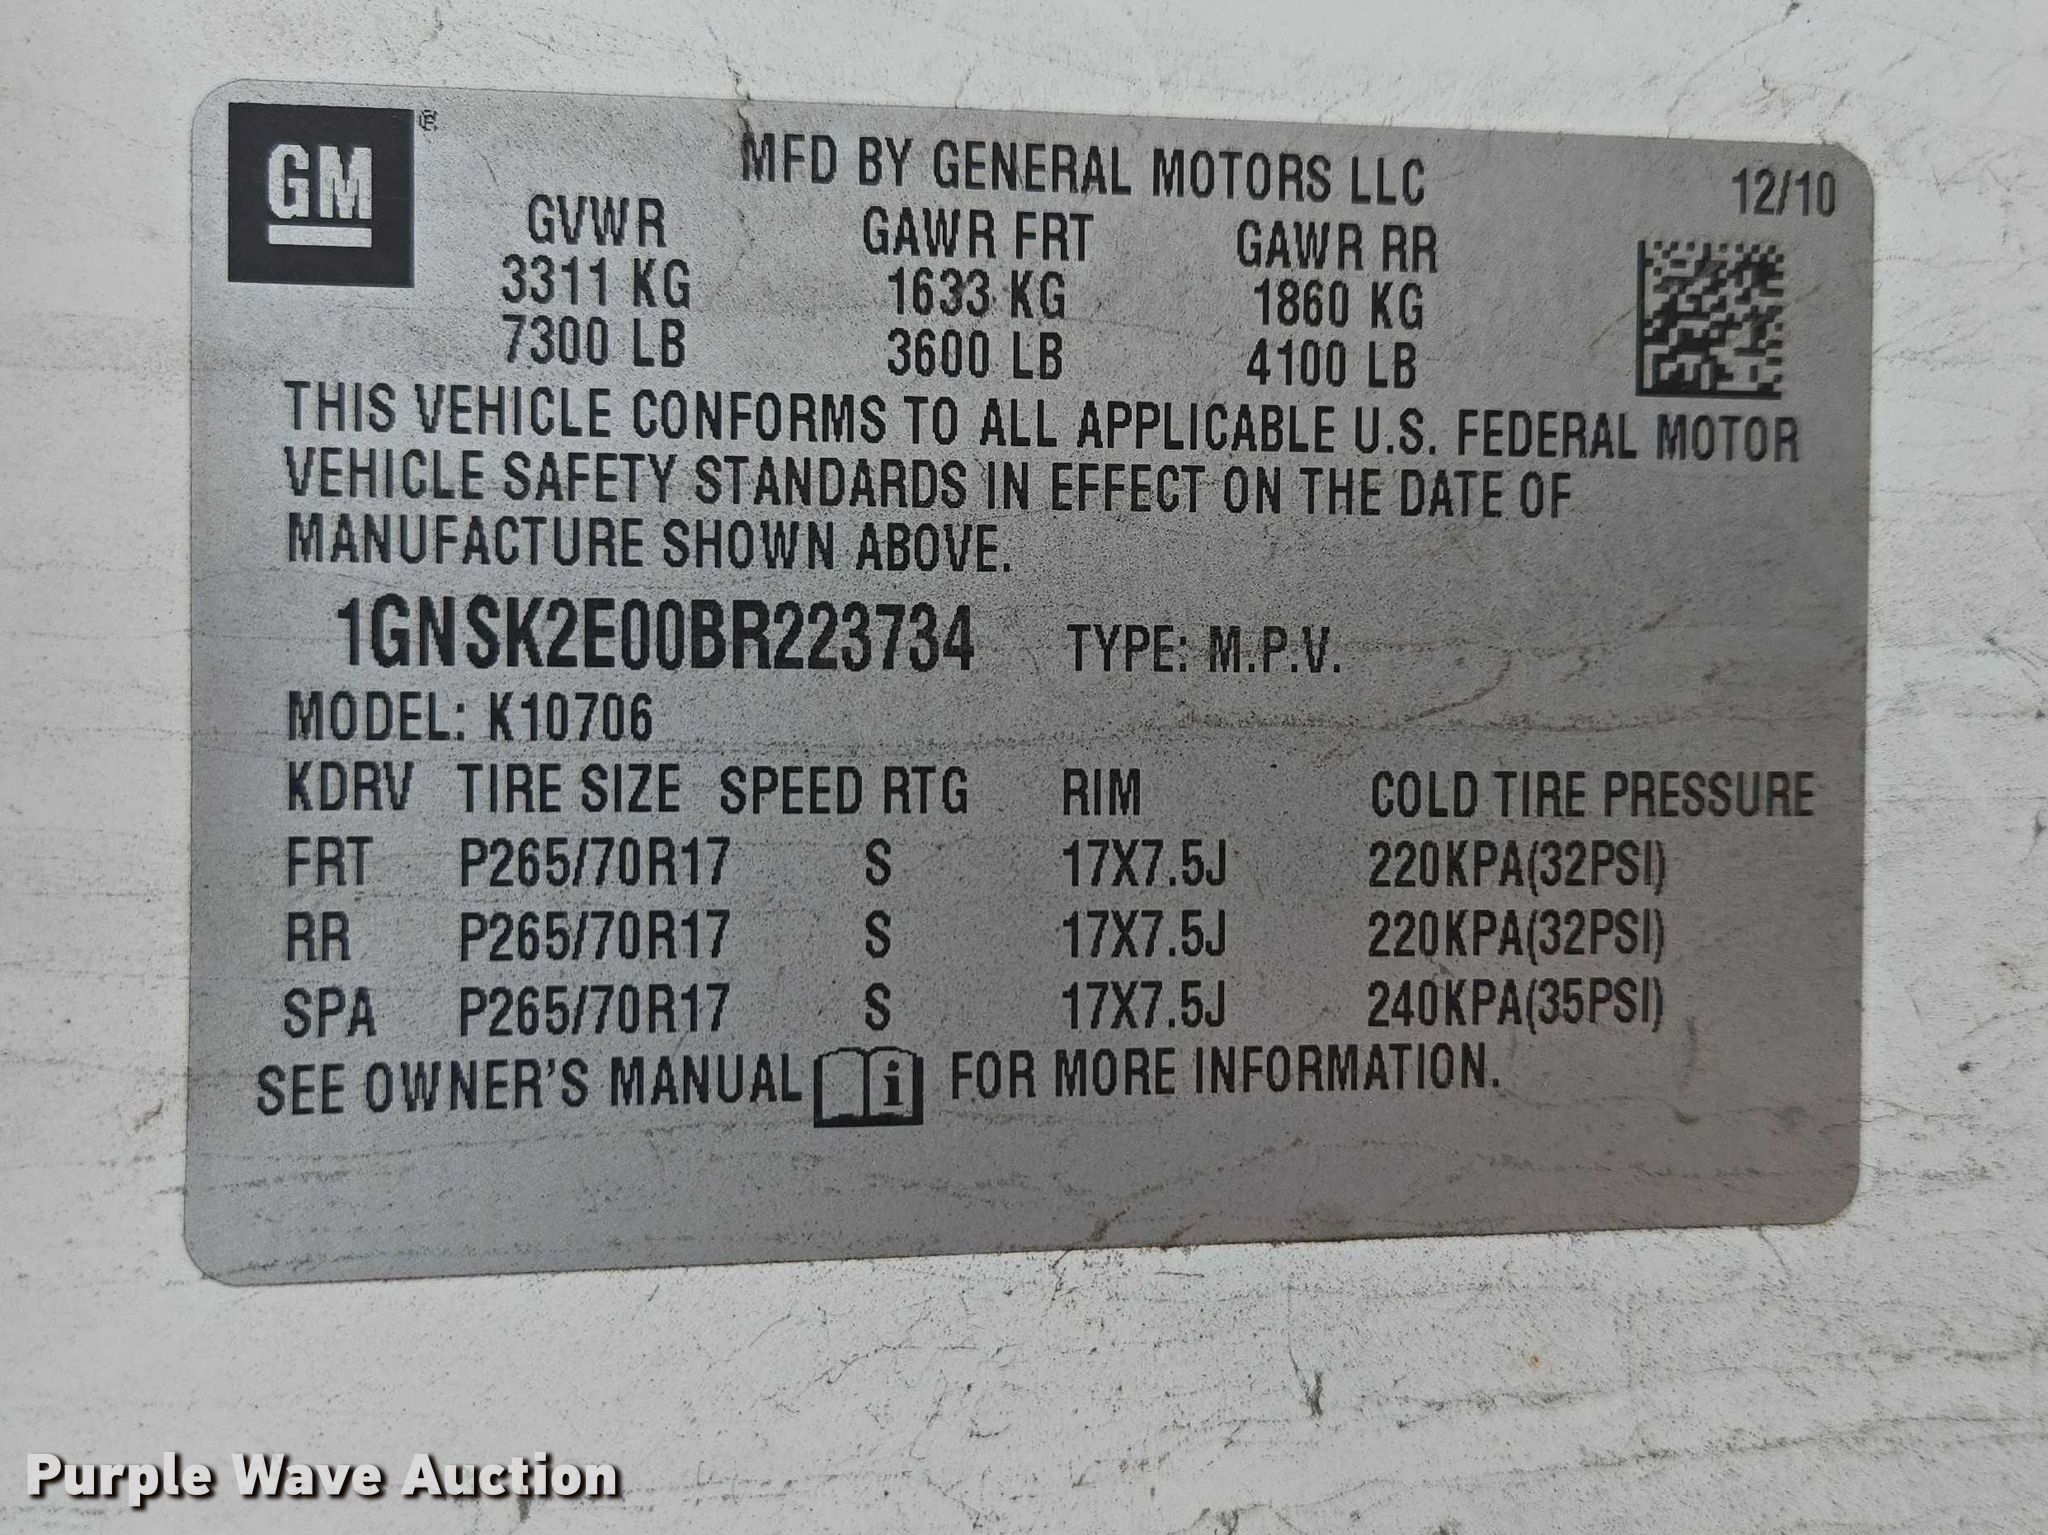 GM
MFD BY GENERAL MOTORS LLC 12/10
GVWR GAWR FRT GAWR RR
3311 KG 1633 KG 1860 KG
7300 LB 3600 LB 4100 LB
THIS VEHICLE CONFORMS TO ALL APPLICABLE U.S. FEDERAL MOTOR
VEHICLE SAFETY STANDARDS IN EFFECT ON THE DATE OF
MANUFACTURE SHOWN ABOVE.
1GNSK2E00BR223734 TYPE: M.P.V.
MODEL: K10706
KDRV TIRE SIZE SPEED RTG RIM COLD TIRE PRESSURE
FRT P265/70R17 S 17X7.5J 220KPA(32PSI)
RR P265/70R17 S 17X7.5J 220KPA(32PSI)
SPA P265/70R17 S 17X7.5J 240KPA(35PSI)
SEE OWNER'S MANUAL i FOR MORE INFORMATION.
Purple Wave Auction